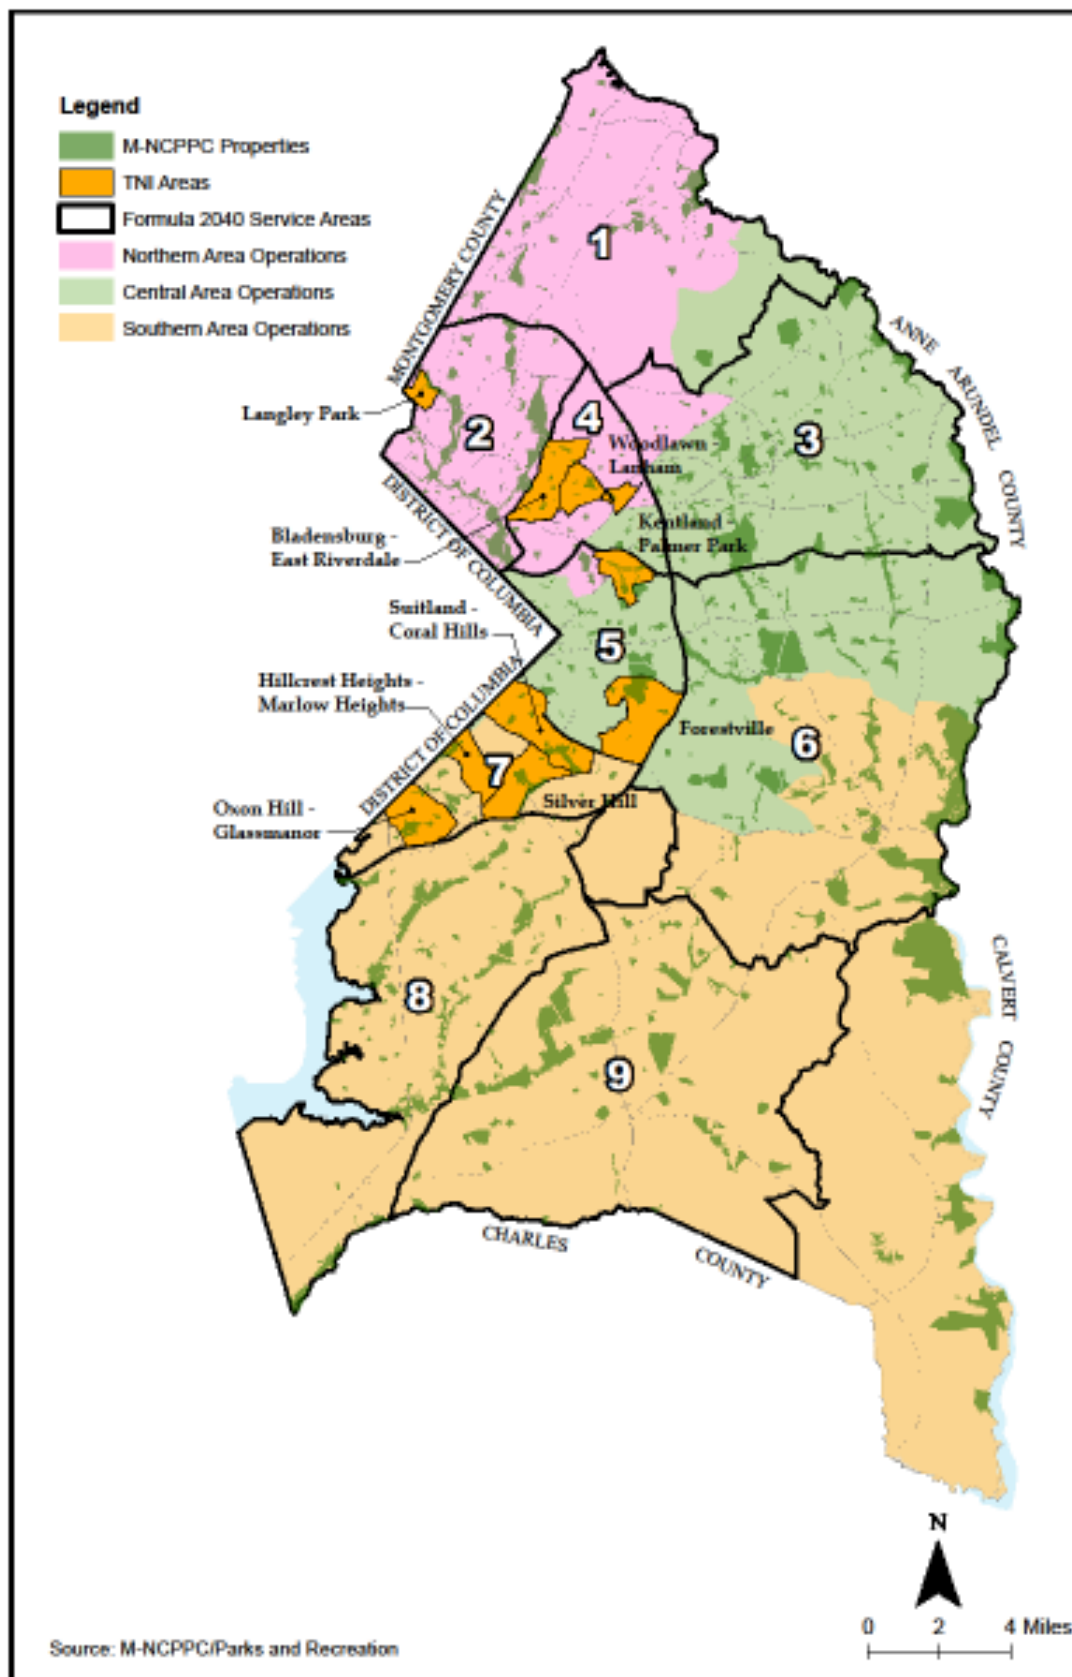 Legend
M-NCPPC Properties
TNI Areas
Formula 2040 Service Areas
Northern Area Operations
Central Area Operations
Southern Area Operations
MONTGOMERY COUNTY
ANNE ARUNDEL COUNTY
1
Langley Park
2
4
3
Woodlawn -
Lanham
DISTRICT OF COLUMBIA
Bladensburg -
East Riverdale
Kentland -
Palmer Park
Suitland -
Coral Hills
5
Hillcrest Heights -
Marlow Heights
DISTRICT OF COLUMBIA
Forestville
6
7
Oxon Hill -
Glassmanor
Silver Hill
8
9
CALVERT COUNTY
CHARLES COUNTY
N
0 2 4 Miles
Source: M-NCPPC/Parks and Recreation